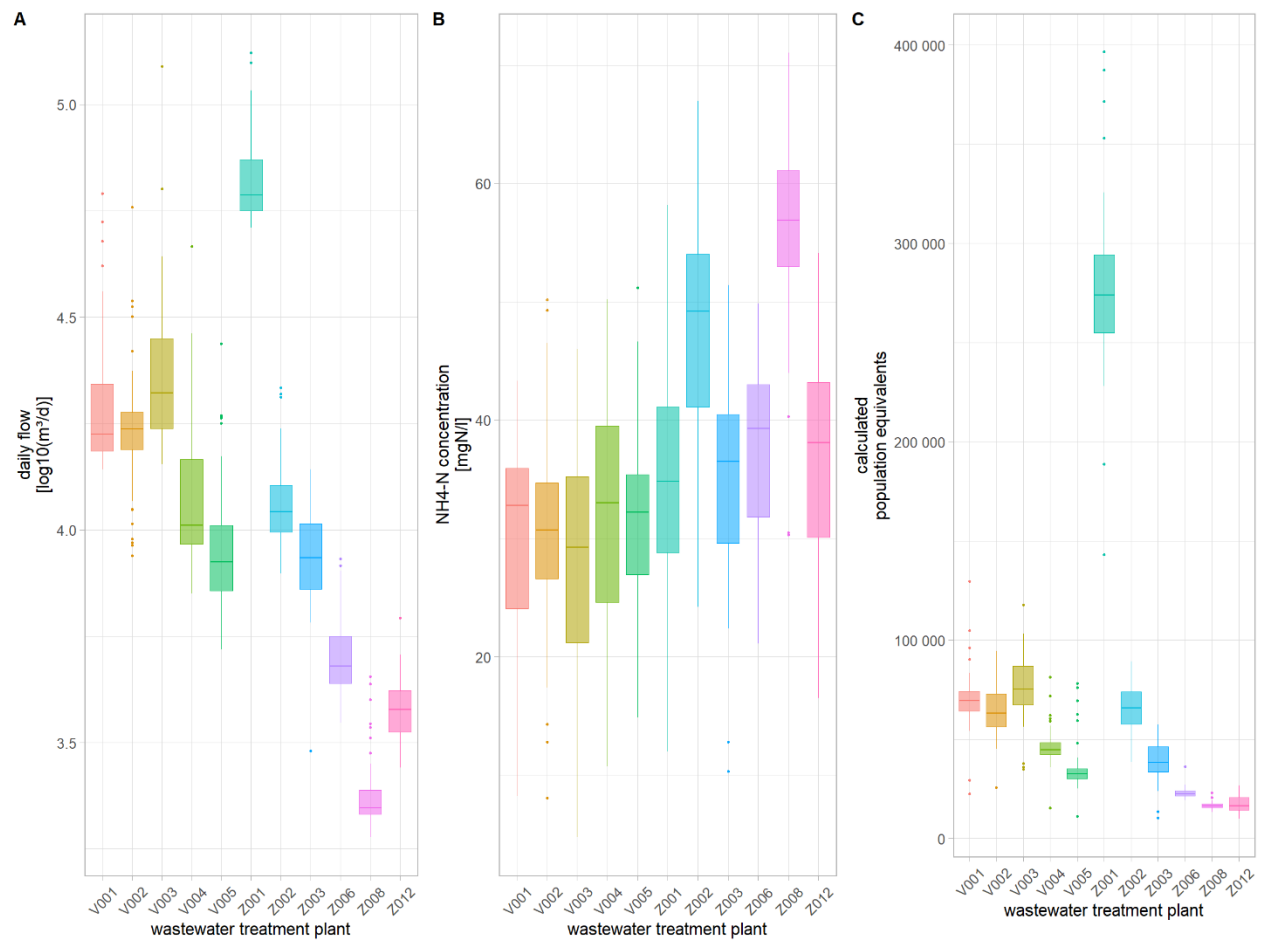 A
B
C
daily flow
[log10(m³/d)]
5.0
4.5
4.0
3.5
V001
V002
V003
V004
V005
Z001
Z002
Z003
Z006
Z008
Z012
wastewater treatment plant
NH4-N concentration
[mgN/l]
60
40
20
V001
V002
V003
V004
V005
Z001
Z002
Z003
Z006
Z008
Z012
wastewater treatment plant
calculated
population equivalents
400 000
300 000
200 000
100 000
0
V001
V002
V003
V004
V005
Z001
Z002
Z003
Z006
Z008
Z012
wastewater treatment plant